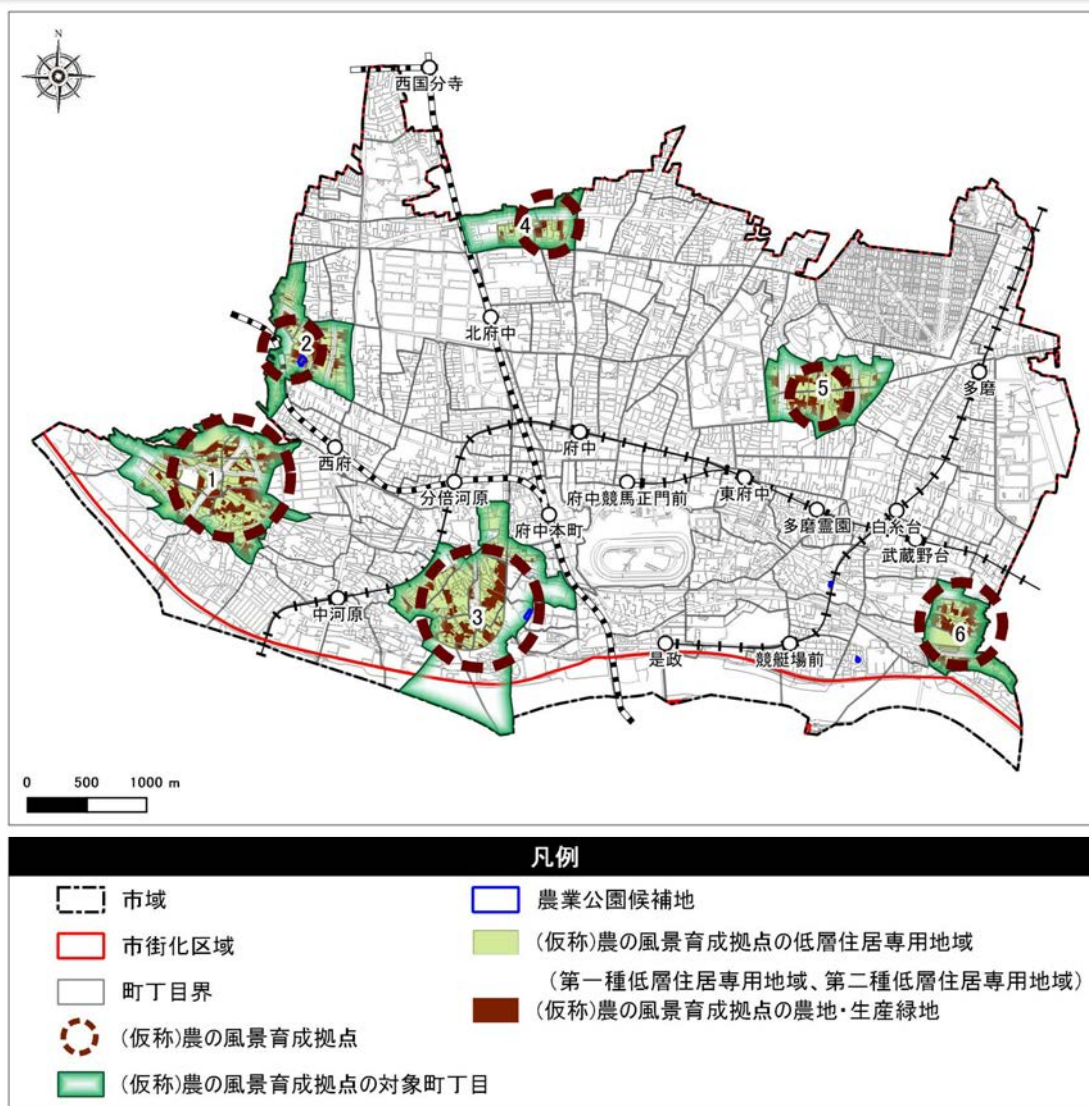 N
西国分寺
4
北府中
2
5
多磨
府中
西府
1
分倍河原
府中競馬正門前
東府中
府中本町
多磨霊園
白糸台
武蔵野台
中河原
3
6
是政
競艇場前
0 500 1000 m
凡例
市域
市街化区域
町丁目界
(仮称)農の風景育成拠点
(仮称)農の風景育成拠点の対象町丁目
農業公園候補地
(仮称)農の風景育成拠点の低層住居専用地域
(第一種低層住居専用地域、第二種低層住居専用地域)
(仮称)農の風景育成拠点の農地・生産緑地